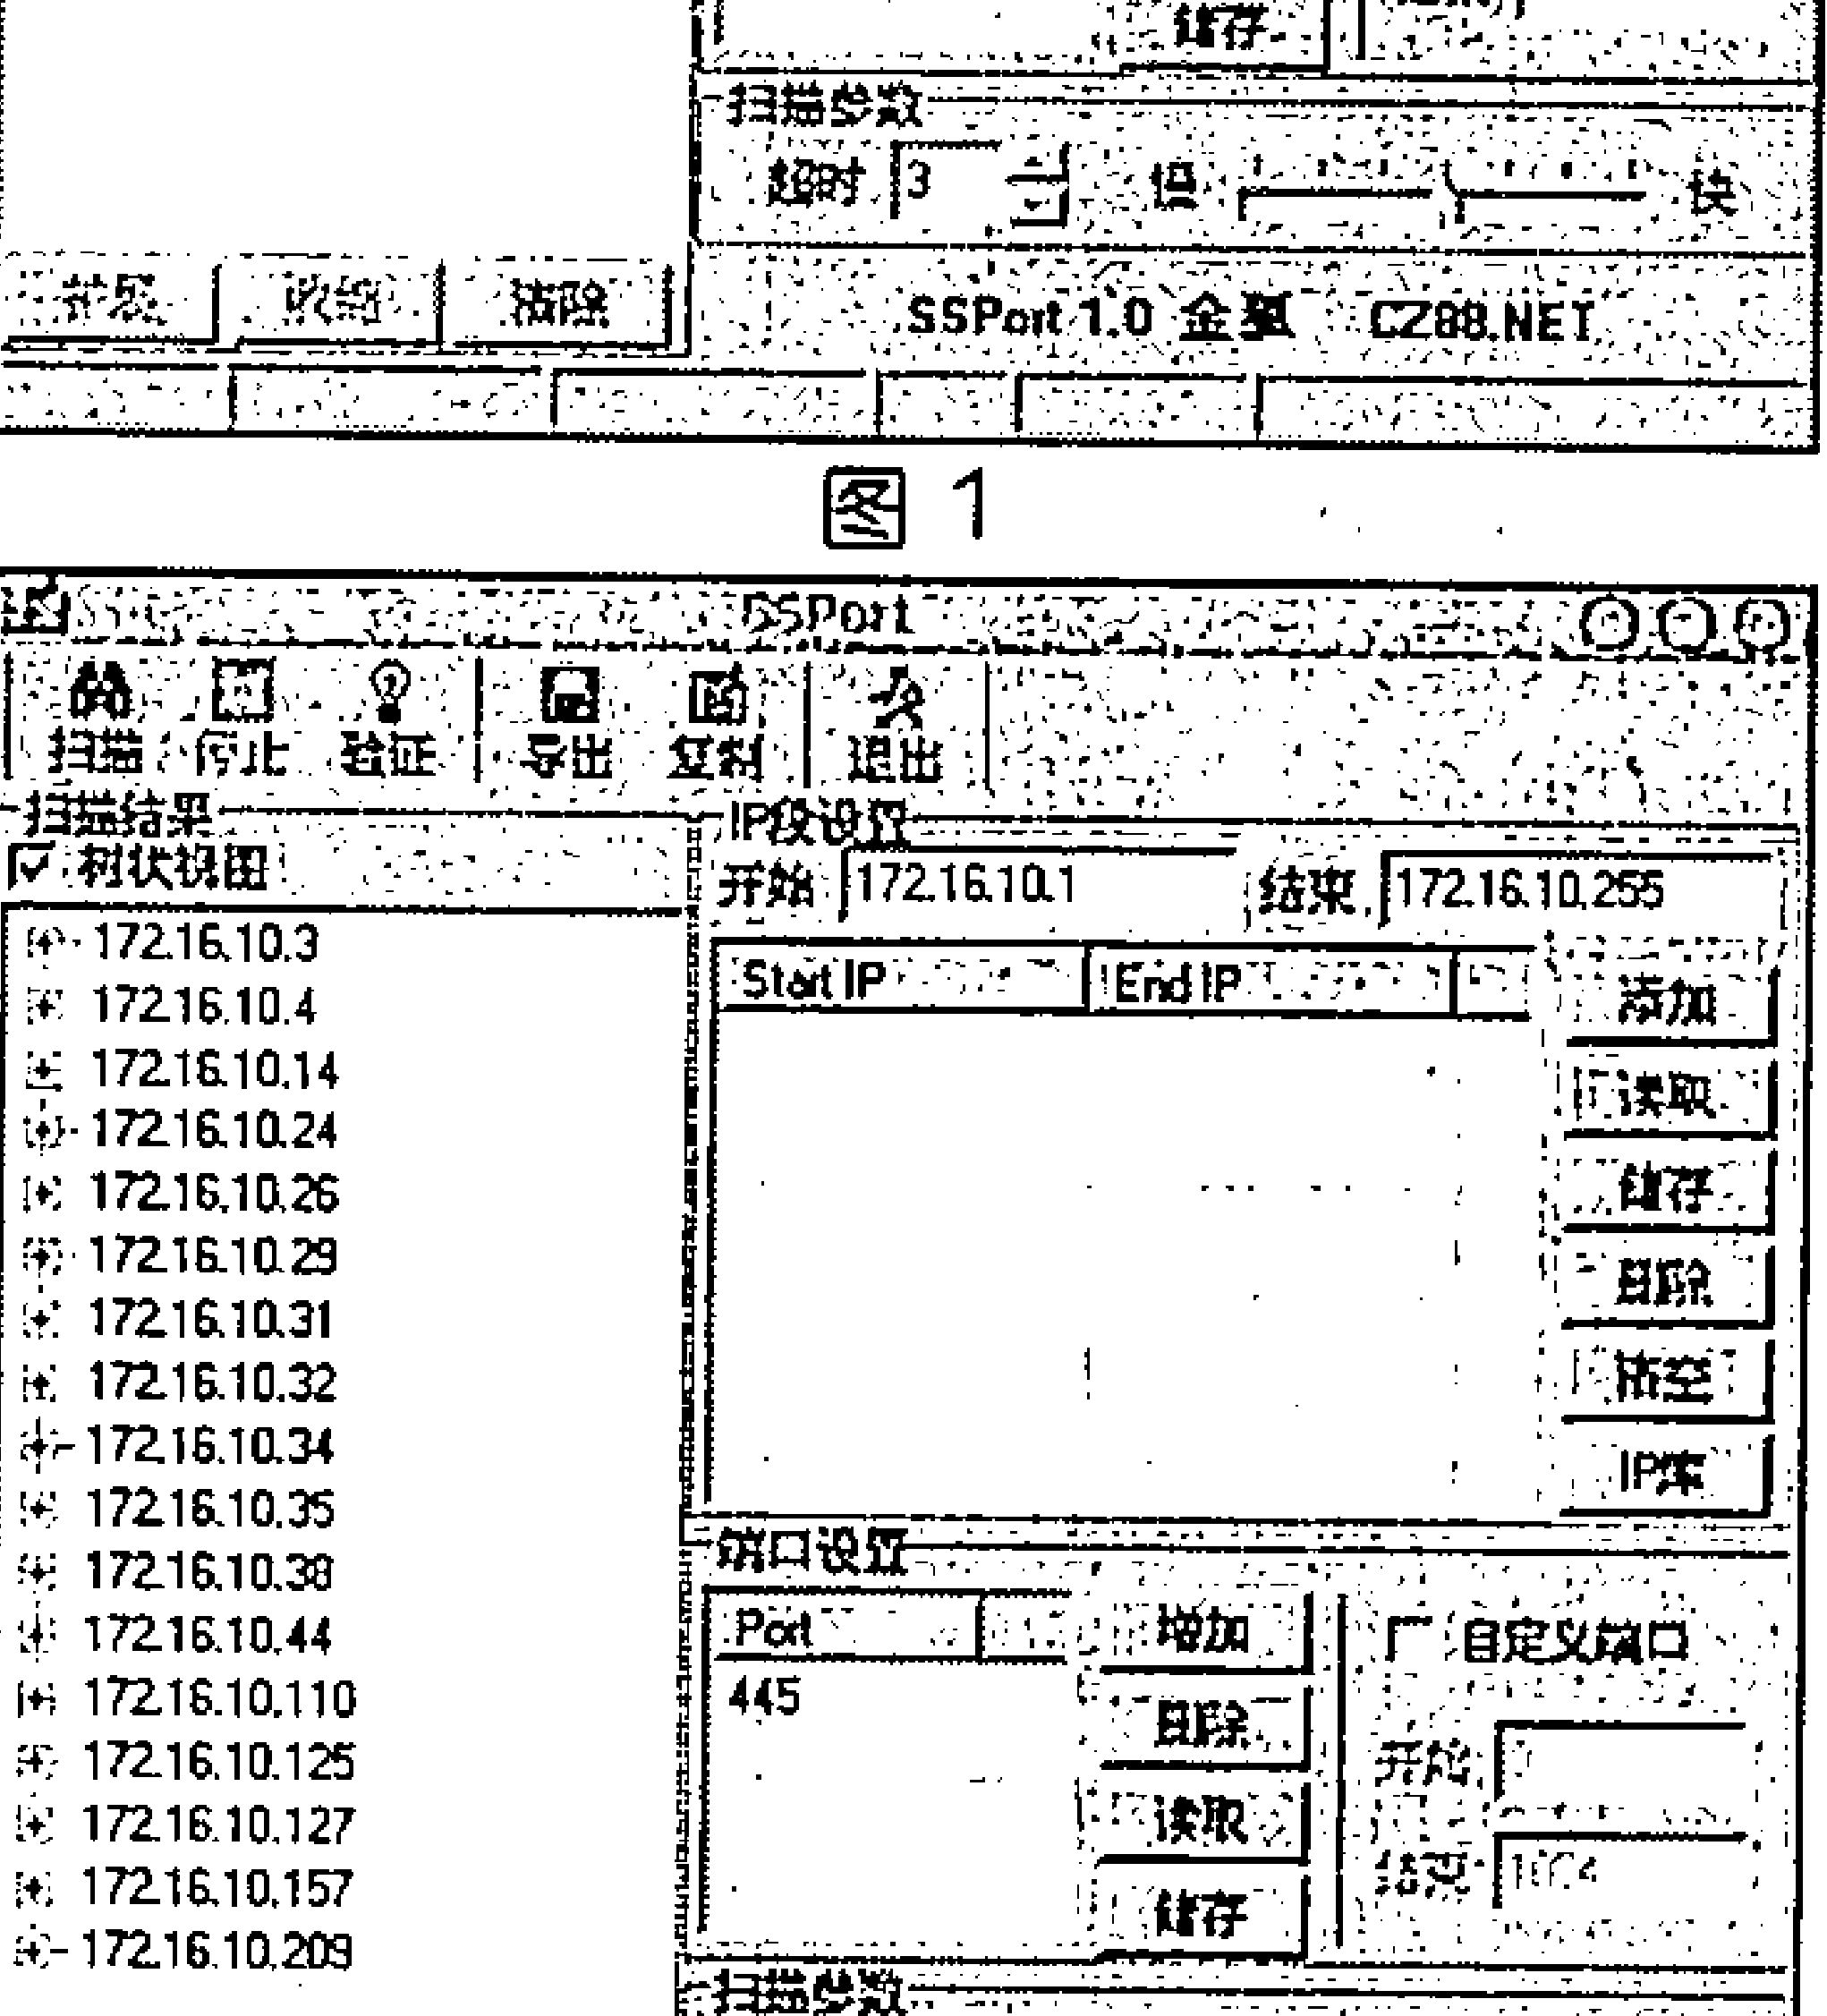 储存
扫描参数
超时 3 慢 快
清除
SSPort 1.0 金狐 CZ88.NET
图 1
SSPort
扫描 停止 验证 导出 复制 退出
扫描结果
树状视图
172.16.10.3
172.16.10.4
172.16.10.14
172.16.10.24
172.16.10.26
172.16.10.29
172.16.10.31
172.16.10.32
172.16.10.34
172.16.10.35
172.16.10.38
172.16.10.44
172.16.10.110
172.16.10.125
172.16.10.127
172.16.10.157
172.16.10.209
IP段设置
开始 172.16.10.1 结束 172.16.10.255
Start IP End IP
添加
读取
储存
删除
清空
IP库
端口设置
Port
445
增加
删除
读取
储存
自定义端口
开始
结束
扫描参数